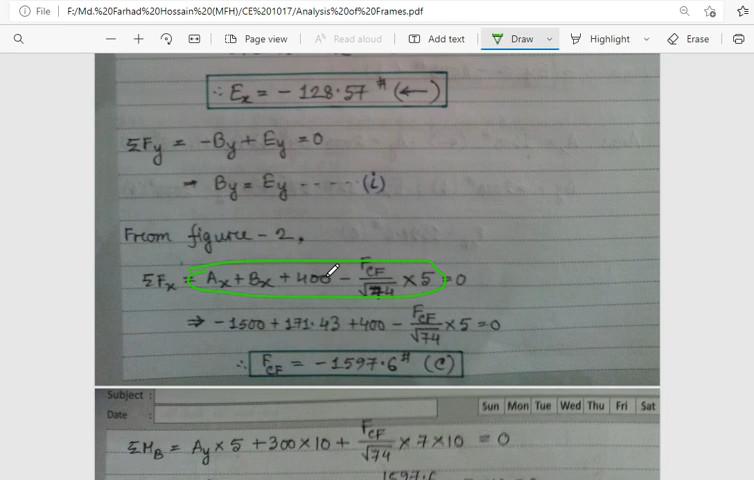 File | F:/Md.%20Farhad%20Hossain%20(MFH)/CE%201017/Analysis%20of%20Frames.pdf
Page view | Read aloud | Add text | Draw | Highlight | Erase
∴ Ex = - 128.57 # (←)
ΣFy = -By + Ey = 0
→ By = Ey - - - - (i)
From figure - 2,
ΣFx = Ax + Bx + 400 - FCF/√74 × 5 = 0
⇒ -1500 + 171.43 + 400 - FCF/√74 × 5 = 0
∴ FCF = -1597.6 # (C)
Subject :
Date :
Sun Mon Tue Wed Thu Fri Sat
ΣMB = Ay × 5 + 300 × 10 + FCF/√74 × 7 × 10 = 0